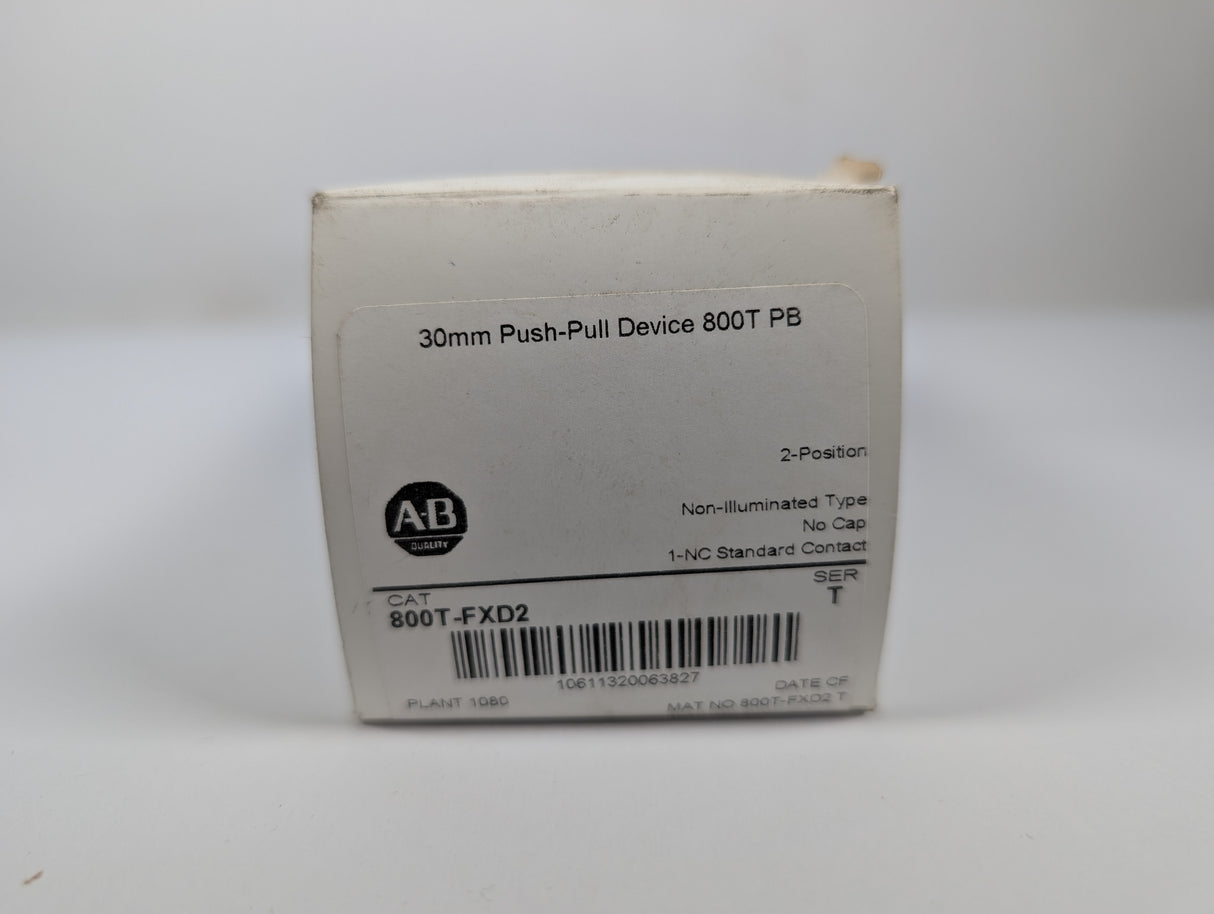 30mm Push-Pull Device 800T PB
2-Position
Non-Illuminated Type
No Cap
1-NC Standard Contact
A-B
QUALITY
SER
T
CAT
800T-FXD2
10611320063827
DATE CF
PLANT 1080
MAT NO 800T-FXD2 T